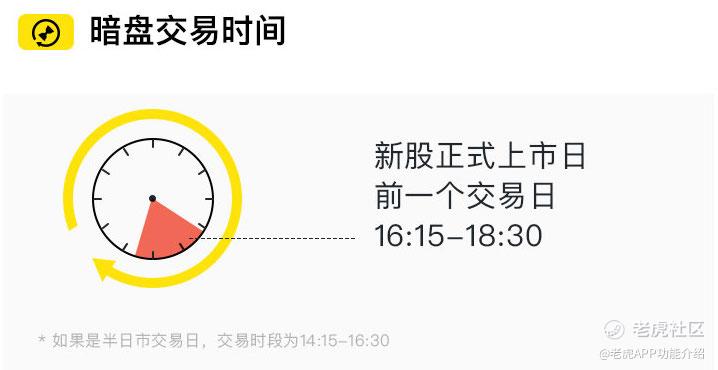 暗盘交易时间
新股正式上市日
前一个交易日
16:15-18:30
* 如果是半日市交易日，交易时段为14:15-16:30
老虎社区
@老虎APP功能介绍